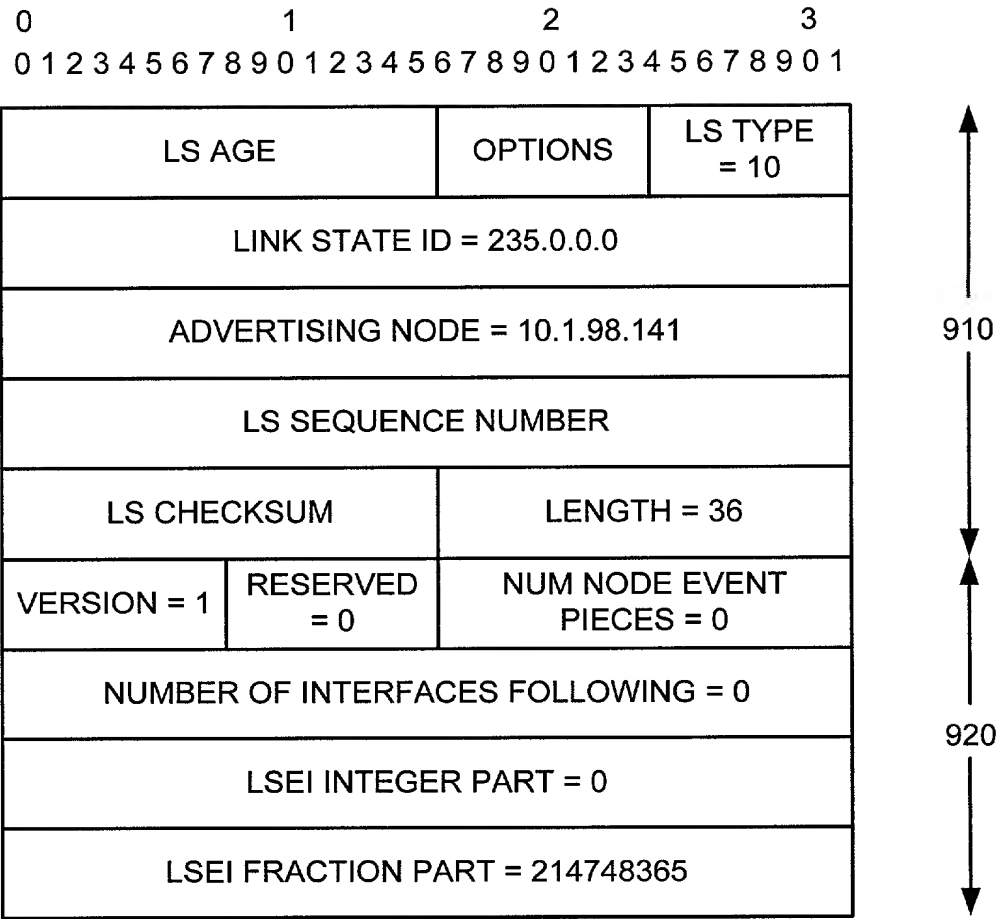 0 1 2 3
0 1 2 3 4 5 6 7 8 9 0 1 2 3 4 5 6 7 8 9 0 1 2 3 4 5 6 7 8 9 0 1
LS AGE
OPTIONS
LS TYPE
= 10
LINK STATE ID = 235.0.0.0
ADVERTISING NODE = 10.1.98.141
910
LS SEQUENCE NUMBER
LS CHECKSUM
LENGTH = 36
VERSION = 1
RESERVED
= 0
NUM NODE EVENT
PIECES = 0
NUMBER OF INTERFACES FOLLOWING = 0
920
LSEI INTEGER PART = 0
LSEI FRACTION PART = 214748365